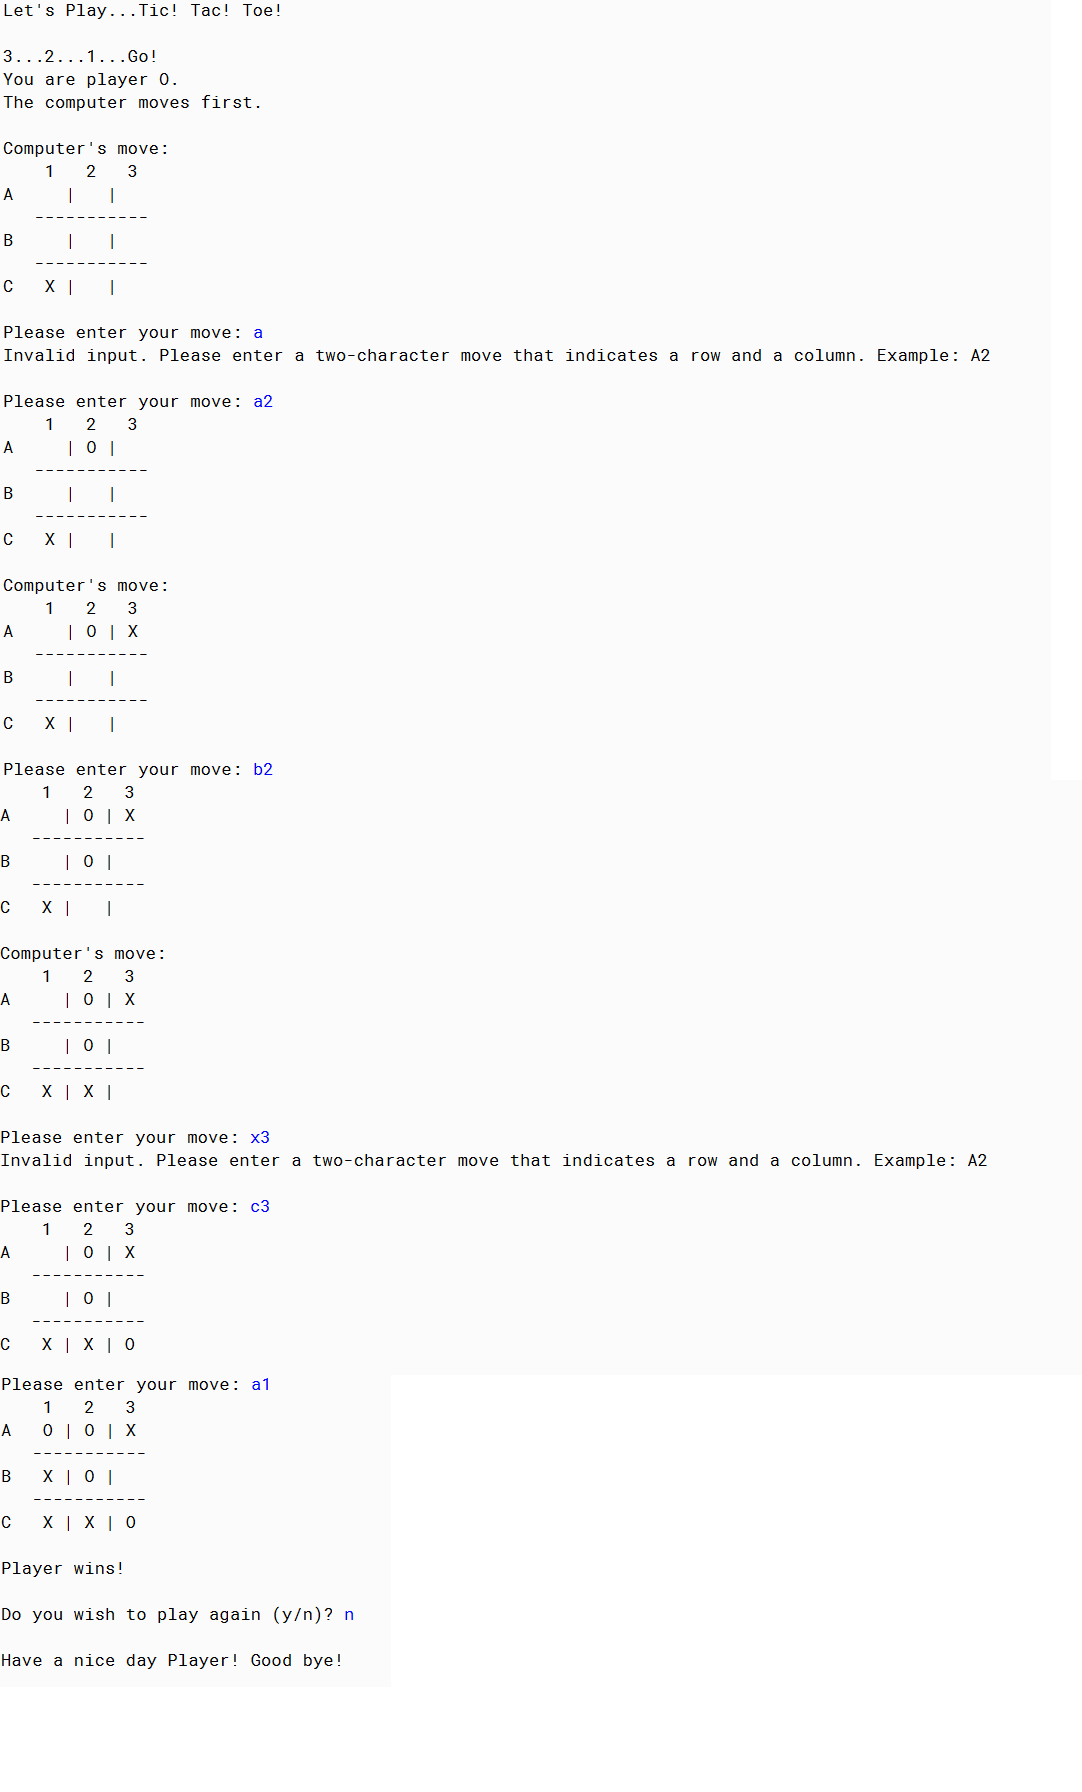 Let's Play...Tic! Tac! Toe!
3...2...1...Go!
You are player O.
The computer moves first.
Computer's move:
    1   2   3
A     |   |
   -----------
B     |   |
   -----------
C   X |   |
Please enter your move: a
Invalid input. Please enter a two-character move that indicates a row and a column. Example: A2
Please enter your move: a2
    1   2   3
A     | O |
   -----------
B     |   |
   -----------
C   X |   |
Computer's move:
    1   2   3
A     | O | X
   -----------
B     |   |
   -----------
C   X |   |
Please enter your move: b2
    1   2   3
A     | O | X
   -----------
B     | O |
   -----------
C   X |   |
Computer's move:
    1   2   3
A     | O | X
   -----------
B     | O |
   -----------
C   X | X |
Please enter your move: x3
Invalid input. Please enter a two-character move that indicates a row and a column. Example: A2
Please enter your move: c3
    1   2   3
A     | O | X
   -----------
B     | O |
   -----------
C   X | X | O
Please enter your move: a1
    1   2   3
A   O | O | X
   -----------
B   X | O |
   -----------
C   X | X | O
Player wins!
Do you wish to play again (y/n)? n
Have a nice day Player! Good bye!